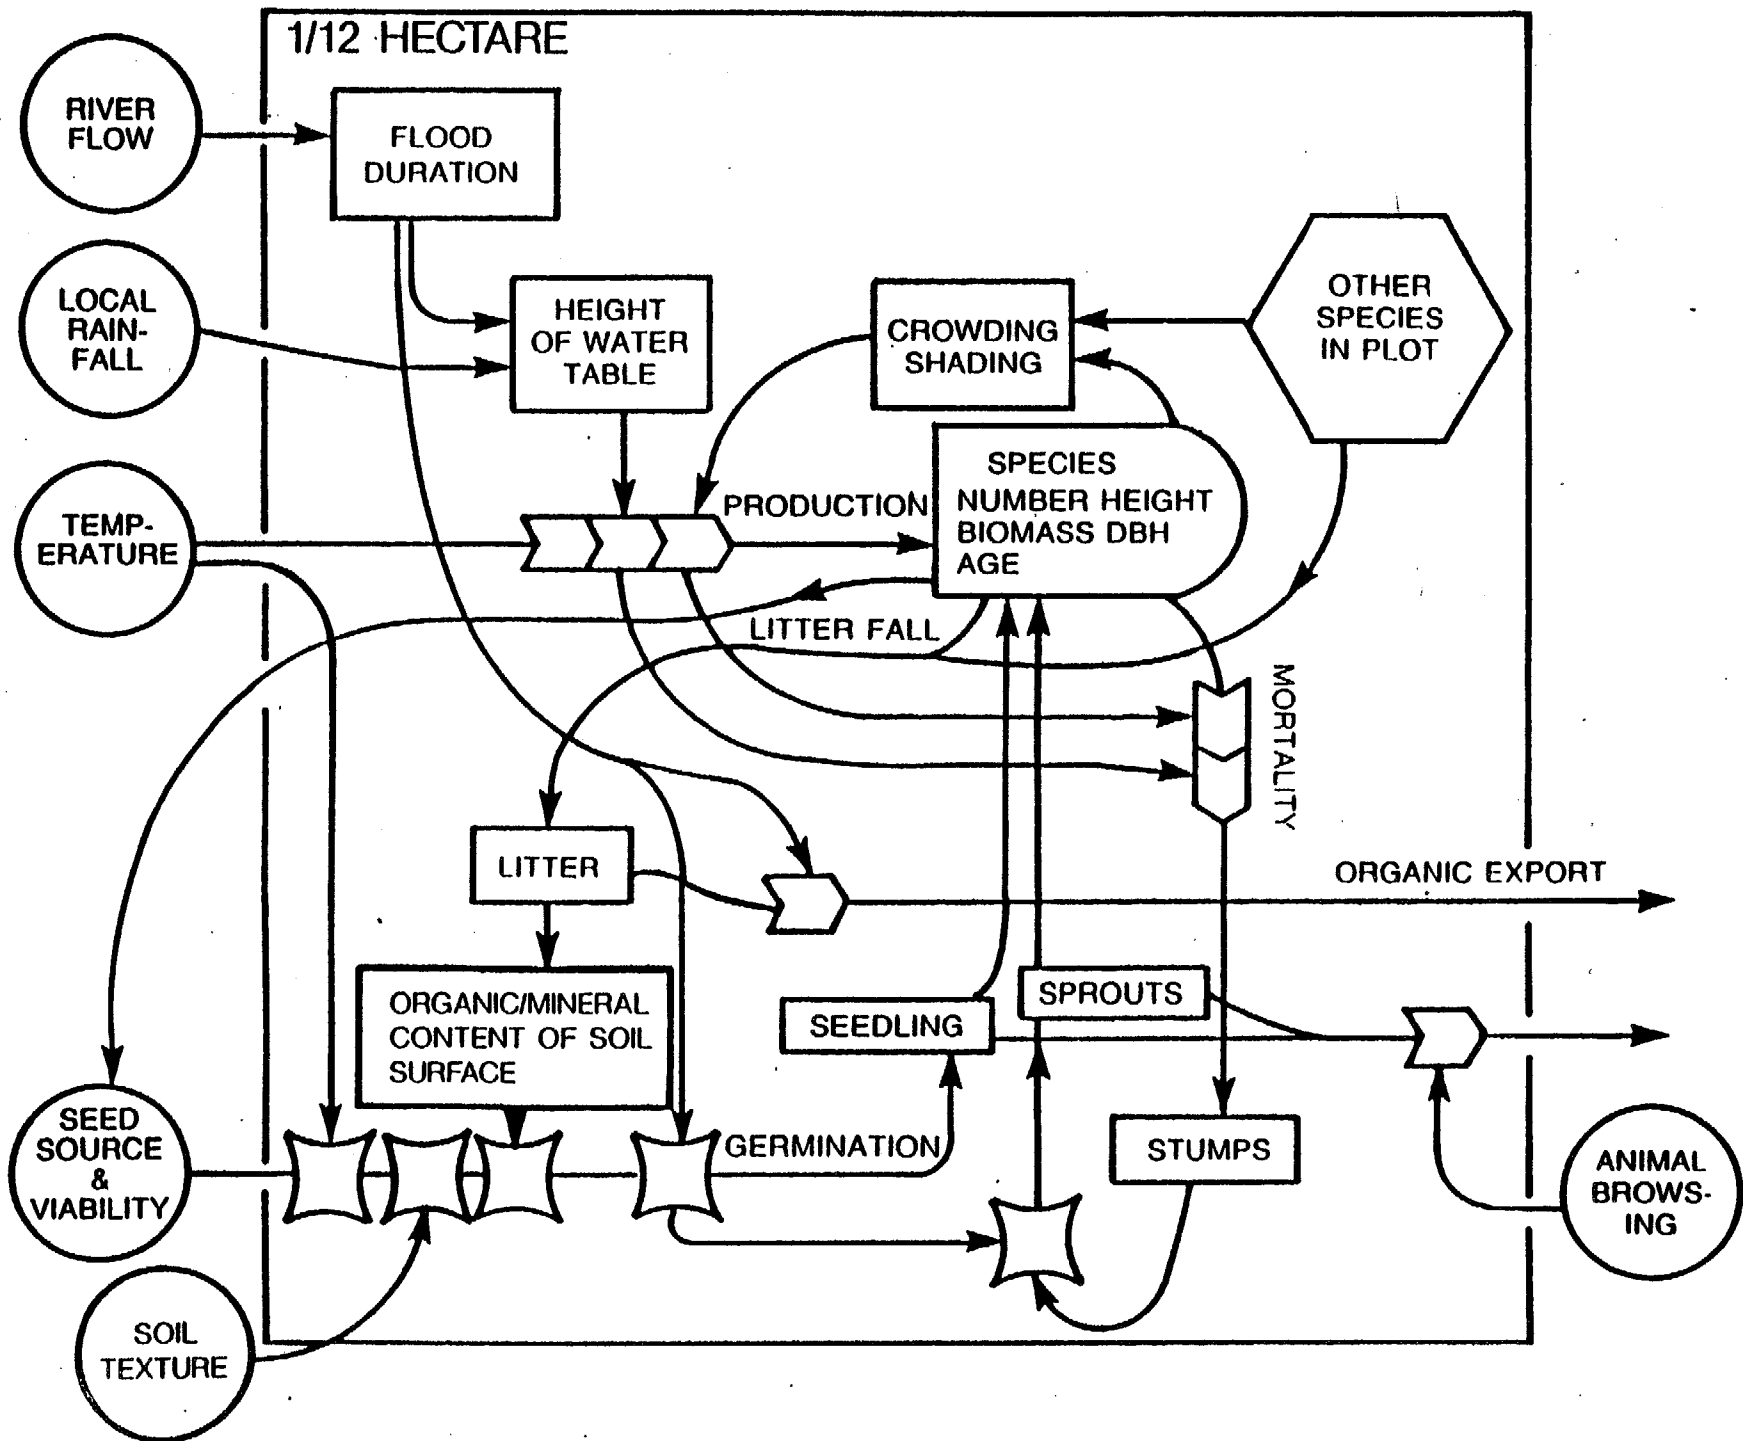 1/12 HECTARE
RIVER
FLOW
FLOOD
DURATION
LOCAL
RAIN-
FALL
HEIGHT
OF WATER
TABLE
CROWDING
SHADING
OTHER
SPECIES
IN PLOT
TEMP-
ERATURE
PRODUCTION
SPECIES
NUMBER HEIGHT
BIOMASS DBH
AGE
LITTER FALL
MORTALITY
LITTER
ORGANIC EXPORT
ORGANIC/MINERAL
CONTENT OF SOIL
SURFACE
SEEDLING
SPROUTS
SEED
SOURCE
&
VIABILITY
GERMINATION
STUMPS
ANIMAL
BROWS-
ING
SOIL
TEXTURE